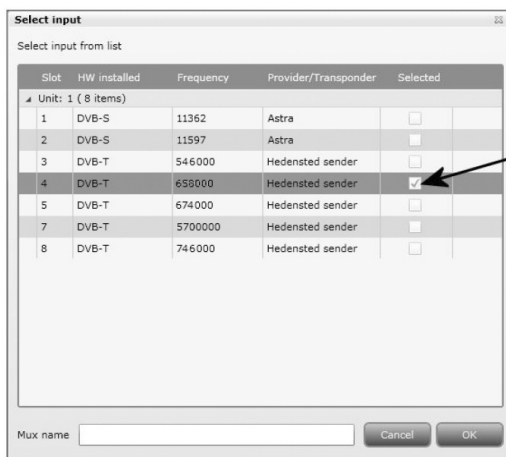 Select input
Select input from list
Slot HW installed Frequency Provider/Transponder Selected
Unit: 1 ( 8 items)
1 DVB-S 11362 Astra
2 DVB-S 11597 Astra
3 DVB-T 546000 Hedensted sender
4 DVB-T 658000 Hedensted sender
5 DVB-T 674000 Hedensted sender
7 DVB-T 5700000 Hedensted sender
8 DVB-T 746000 Hedensted sender
Mux name Cancel OK